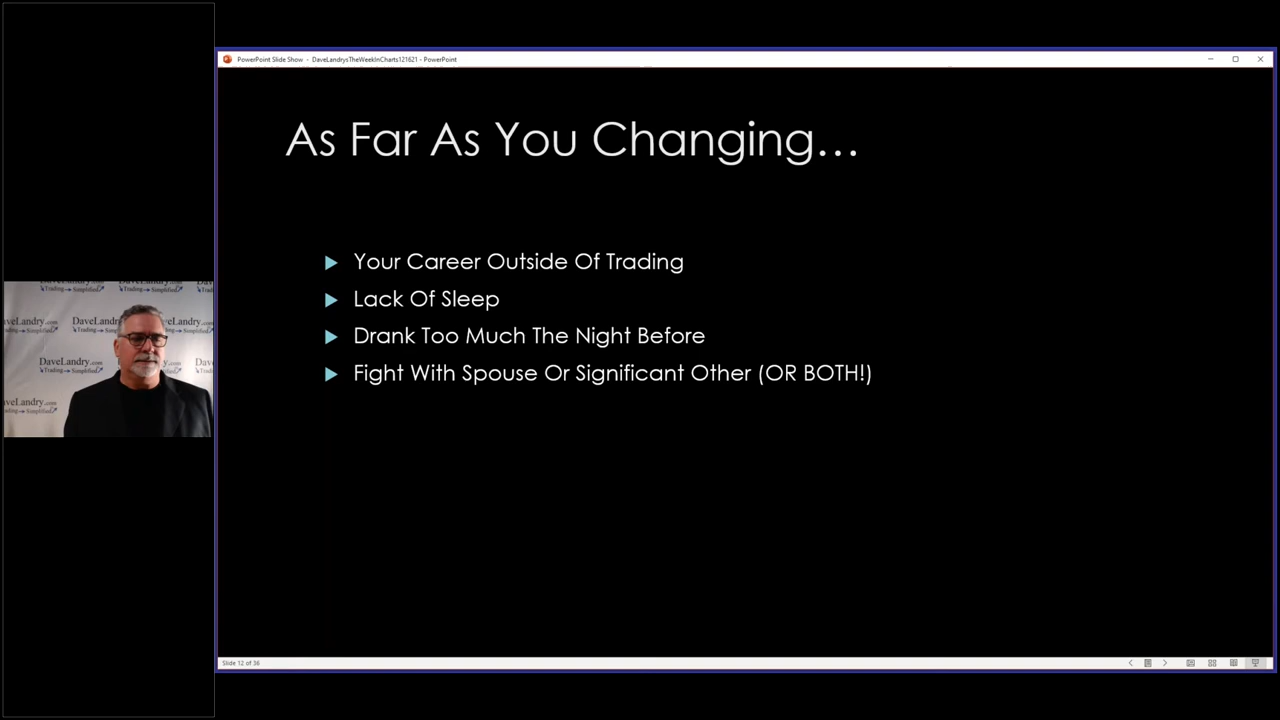 PowerPoint Slide Show - DaveLandrysTheWeekInCharts121621 - PowerPoint
As Far As You Changing…
Your Career Outside Of Trading
Lack Of Sleep
Drank Too Much The Night Before
Fight With Spouse Or Significant Other (OR BOTH!)
DaveLandry.com
Trading Simplified
Slide 12 of 36